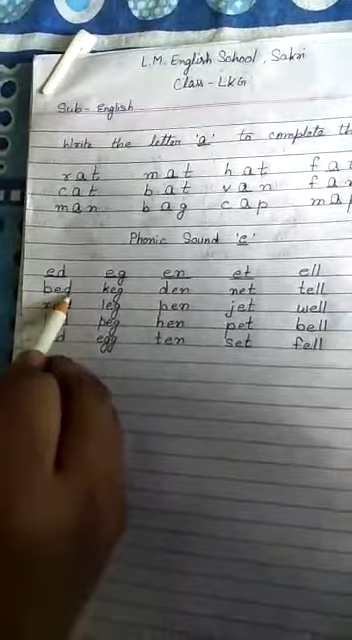 L.M. English School, Sakri
Class - LKG
Sub - English
Write the letter 'a' to complete
rat mat hat
cat bat van
man bag cap map
Phonic Sound 'e'
ed eg en et ell
bed keg den net tell
leg pen jet well
peg hen pet bell
egg ten set fell